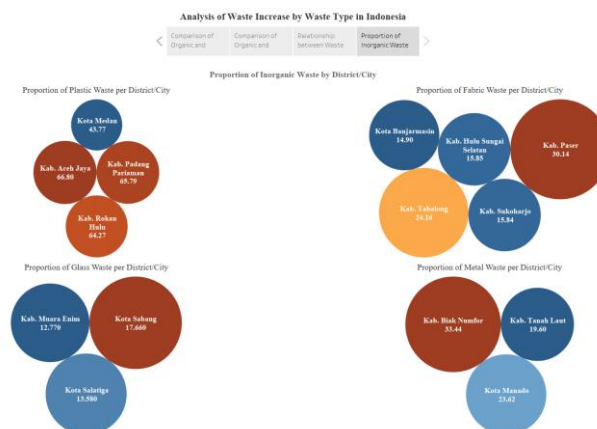 Analysis of Waste Increase by Waste Type in Indonesia
Comparison of
Organic and
Comparison of
Organic and
Relationship
between Waste
Proportion of
Inorganic Waste
Proportion of Inorganic Waste by District/City
Proportion of Plastic Waste per District/City
Kota Medan
43.77
Kab. Aceh Jaya
66.80
Kab. Padang
Pariaman
65.79
Kab. Rokan
Hulu
64.27
Proportion of Fabric Waste per District/City
Kota Banjarmasin
14.90
Kab. Hulu Sungai
Selatan
15.85
Kab. Paser
30.14
Kab. Tabalong
24.16
Kab. Sukoharjo
15.84
Proportion of Glass Waste per District/City
Kab. Muara Enim
12.770
Kota Sabang
17.660
Kota Salatiga
13.580
Proportion of Metal Waste per District/City
Kab. Biak Numfor
33.44
Kab. Tanah Laut
19.60
Kota Manado
23.62